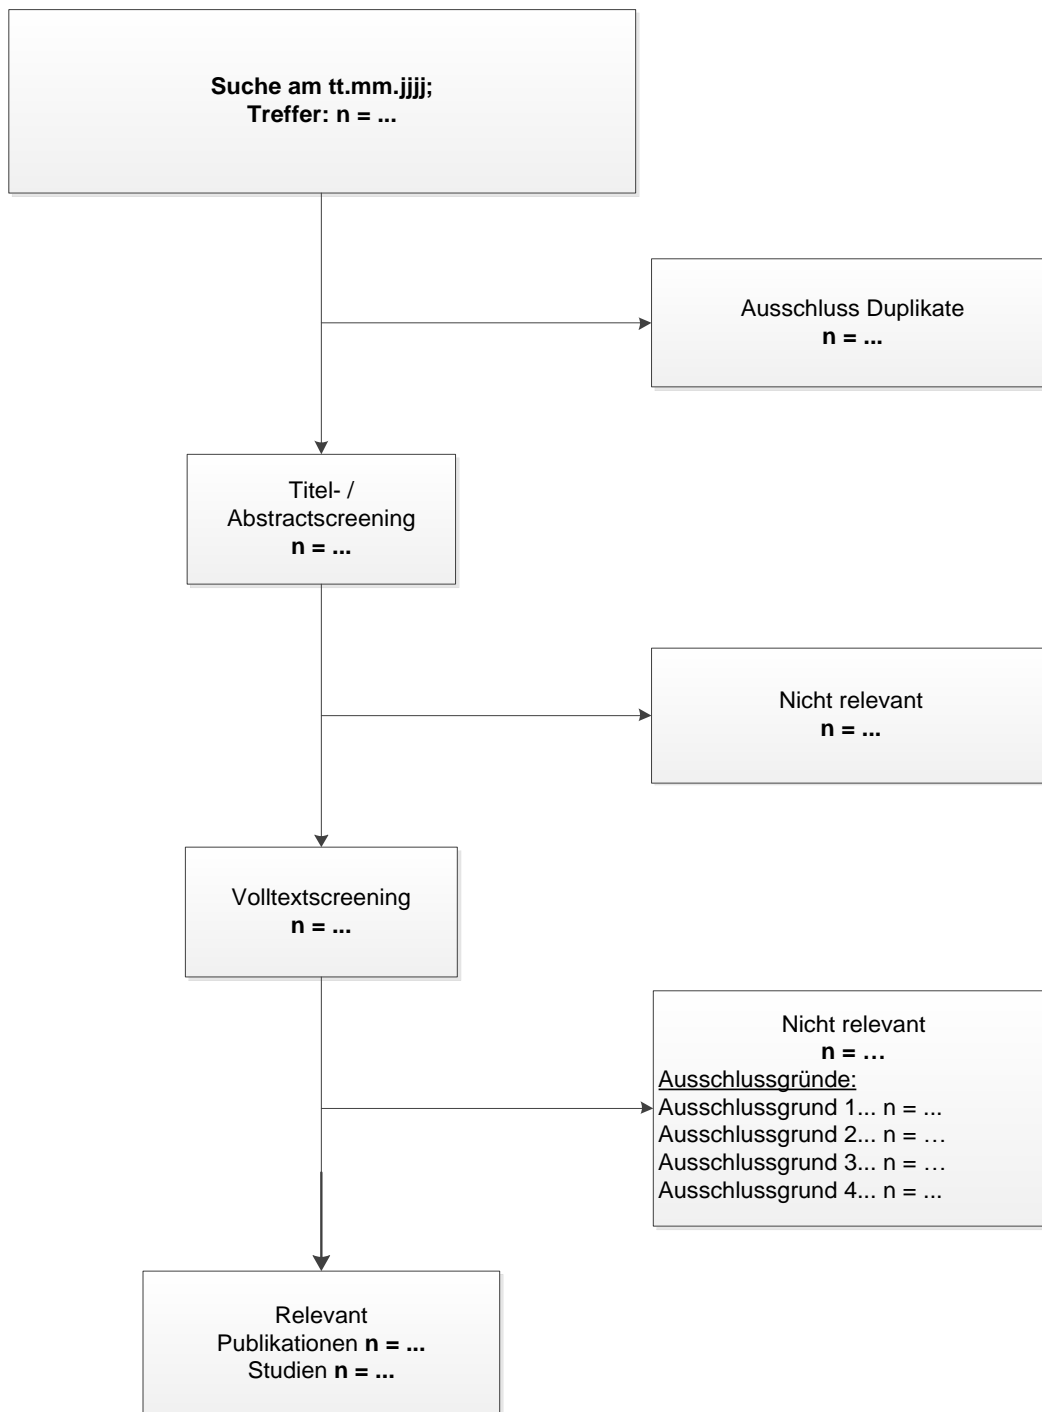 Suche am tt.mm.jjjj;
Treffer: n = ...
Ausschluss Duplikate
n = ...
Titel- /
Abstractscreening
n = ...
Nicht relevant
n = ...
Volltextscreening
n = ...
Nicht relevant
n = …
Ausschlussgründe:
Ausschlussgrund 1... n = ...
Ausschlussgrund 2... n = …
Ausschlussgrund 3... n = …
Ausschlussgrund 4... n = ...
Relevant
Publikationen n = ...
Studien n = ...